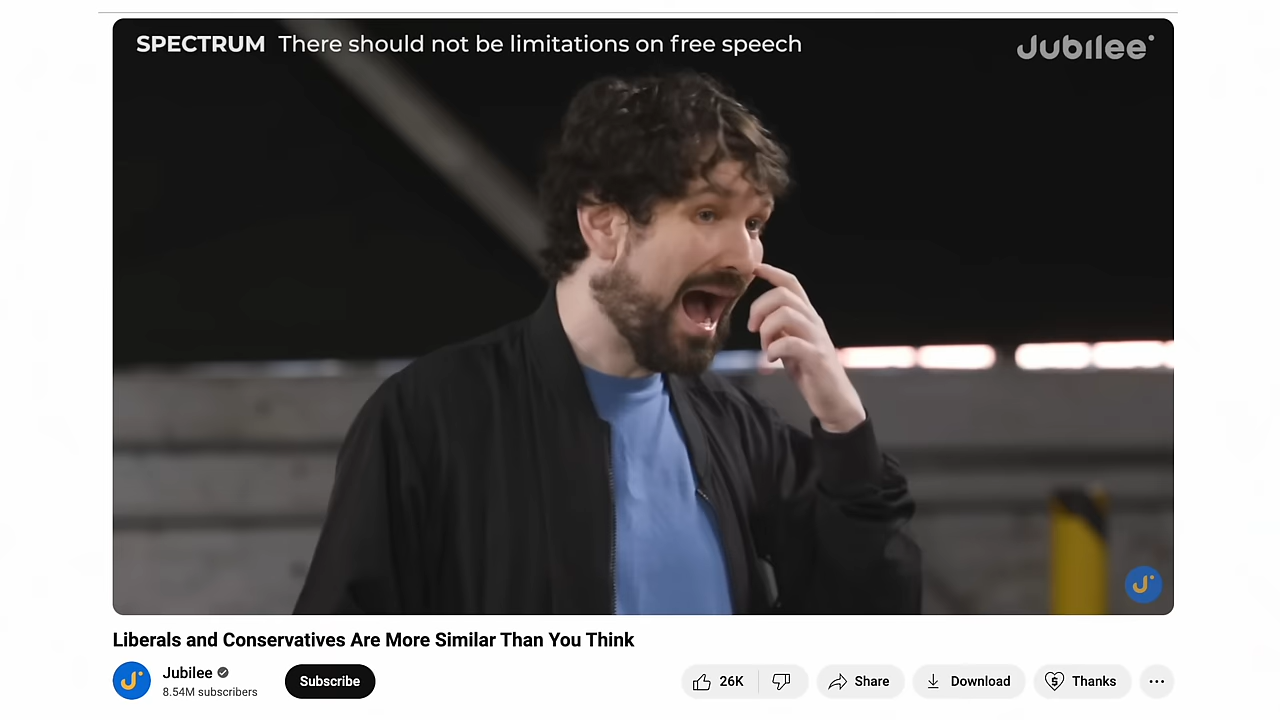 SPECTRUM There should not be limitations on free speech
Jubilee
Liberals and Conservatives Are More Similar Than You Think
Jubilee
8.54M subscribers
Subscribe
26K
Share
Download
Thanks